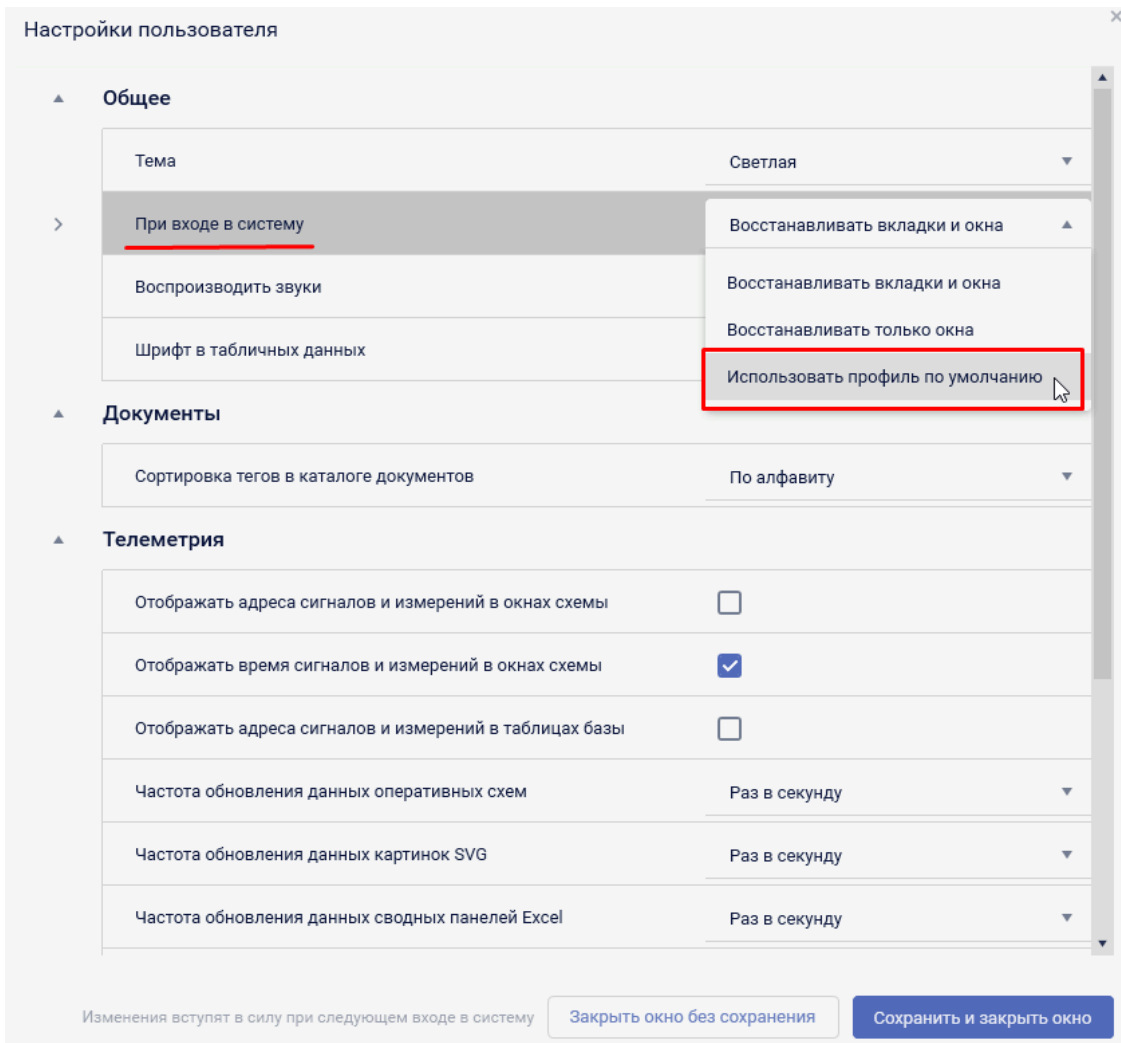 Настройки пользователя
Общее
Тема
Светлая
При входе в систему
Восстанавливать вкладки и окна
Воспроизводить звуки
Восстанавливать вкладки и окна
Восстанавливать только окна
Шрифт в табличных данных
Использовать профиль по умолчанию
Документы
Сортировка тегов в каталоге документов
По алфавиту
Телеметрия
Отображать адреса сигналов и измерений в окнах схемы
Отображать время сигналов и измерений в окнах схемы
Отображать адреса сигналов и измерений в таблицах базы
Частота обновления данных оперативных схем
Раз в секунду
Частота обновления данных картинок SVG
Раз в секунду
Частота обновления данных сводных панелей Excel
Раз в секунду
Изменения вступят в силу при следующем входе в систему
Закрыть окно без сохранения
Сохранить и закрыть окно